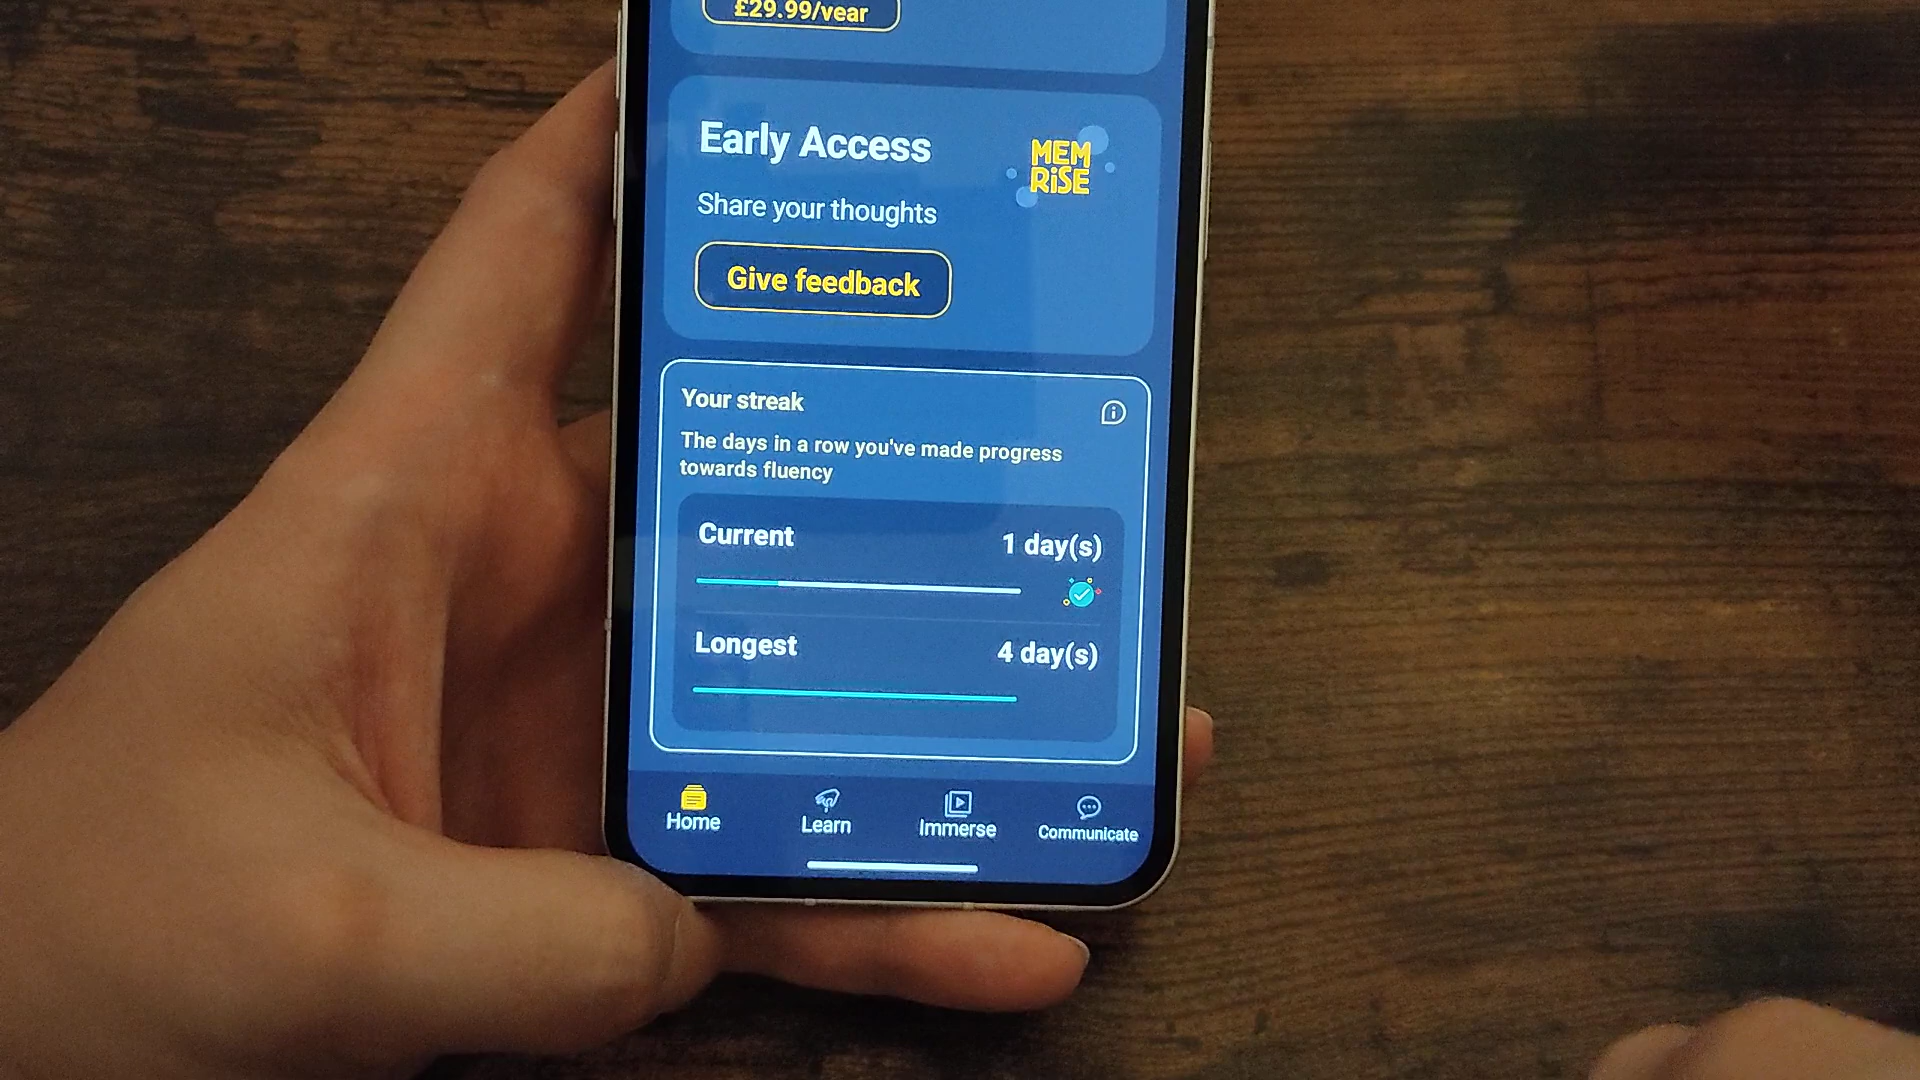 £29.99/year
Early Access
MEM
RiSE
Share your thoughts
Give feedback
Your streak
The days in a row you've made progress
towards fluency
Current
1 day(s)
Longest
4 day(s)
Home
Learn
Immerse
Communicate